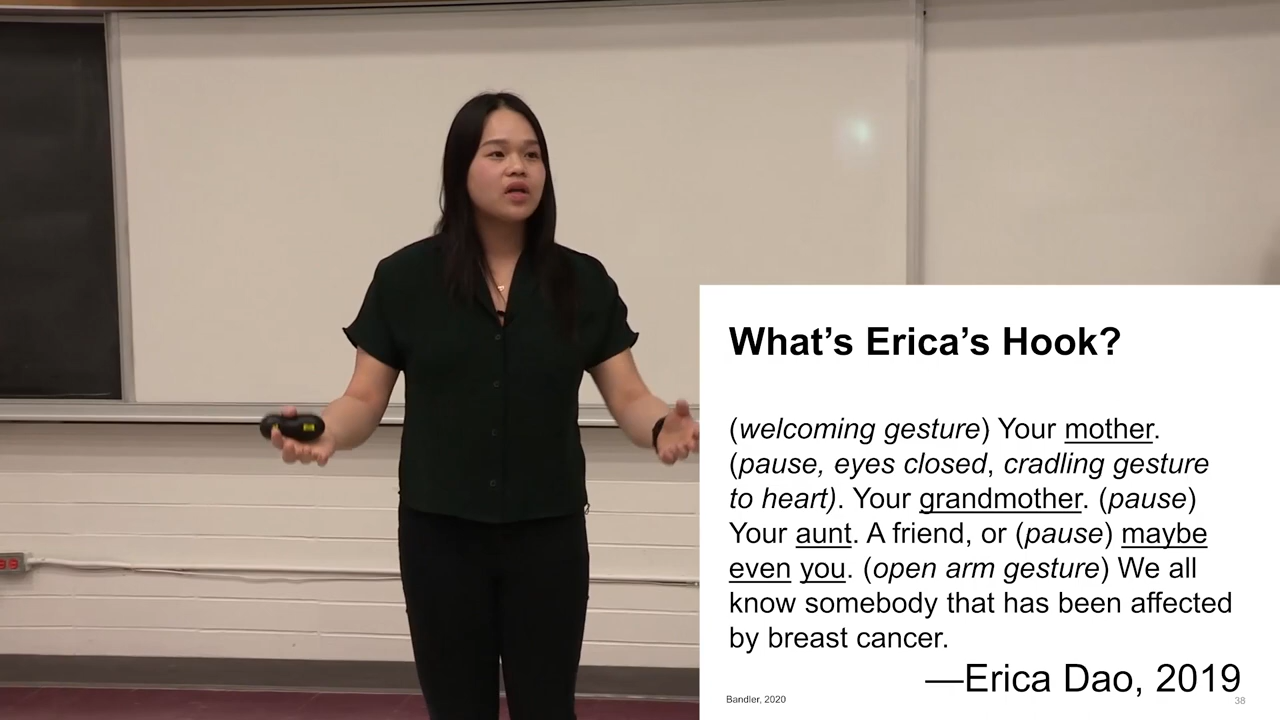 What’s Erica’s Hook?
(welcoming gesture) Your mother.
(pause, eyes closed, cradling gesture
to heart). Your grandmother. (pause)
Your aunt. A friend, or (pause) maybe
even you. (open arm gesture) We all
know somebody that has been affected
by breast cancer.
—Erica Dao, 2019
Bandler, 2020
38